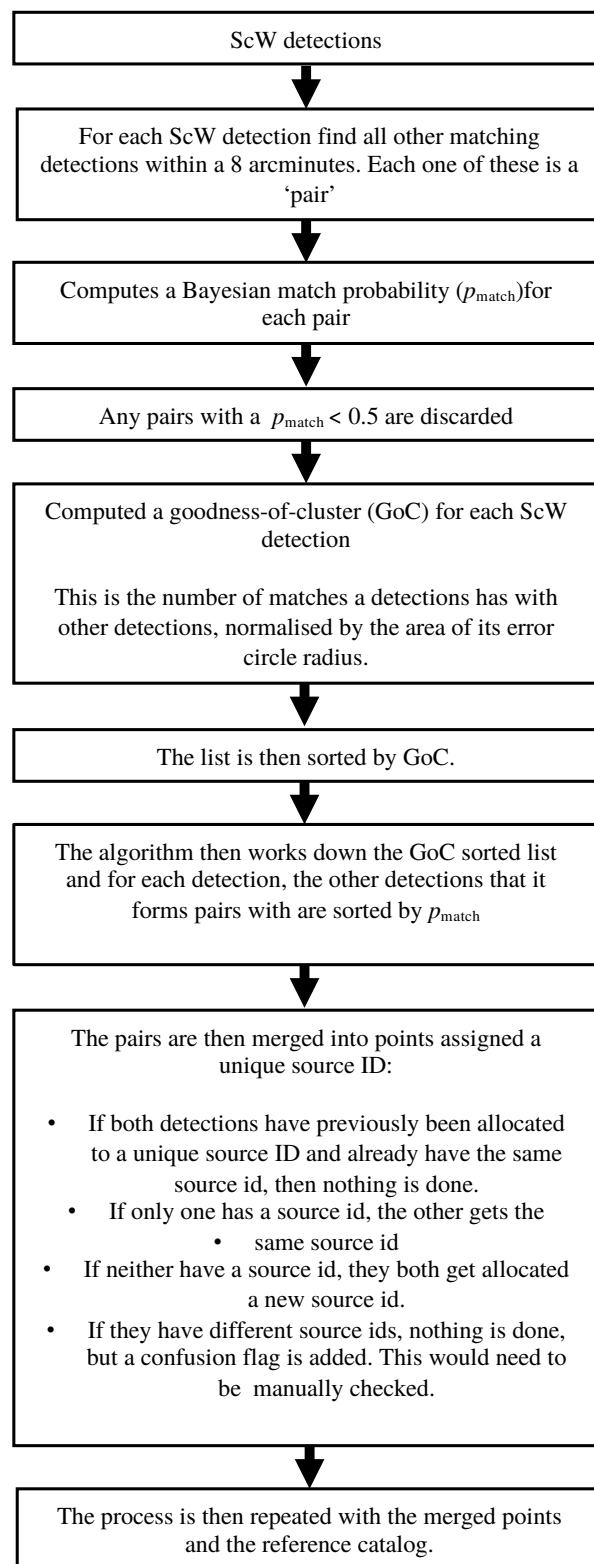 ScW detections
For each ScW detection find all other matching
detections within a 8 arcminutes. Each one of these is a
‘pair’
Computes a Bayesian match probability (pmatch)for
each pair
Any pairs with a pmatch < 0.5 are discarded
Computed a goodness-of-cluster (GoC) for each ScW
detection
This is the number of matches a detections has with
other detections, normalised by the area of its error
circle radius.
The list is then sorted by GoC.
The algorithm then works down the GoC sorted list
and for each detection, the other detections that it
forms pairs with are sorted by pmatch
The pairs are then merged into points assigned a
unique source ID:
• If both detections have previously been allocated
to a unique source ID and already have the same
source id, then nothing is done.
• If only one has a source id, the other gets the
• same source id
• If neither have a source id, they both get allocated
a new source id.
• If they have different source ids, nothing is done,
but a confusion flag is added. This would need to
be manually checked.
The process is then repeated with the merged points
and the reference catalog.